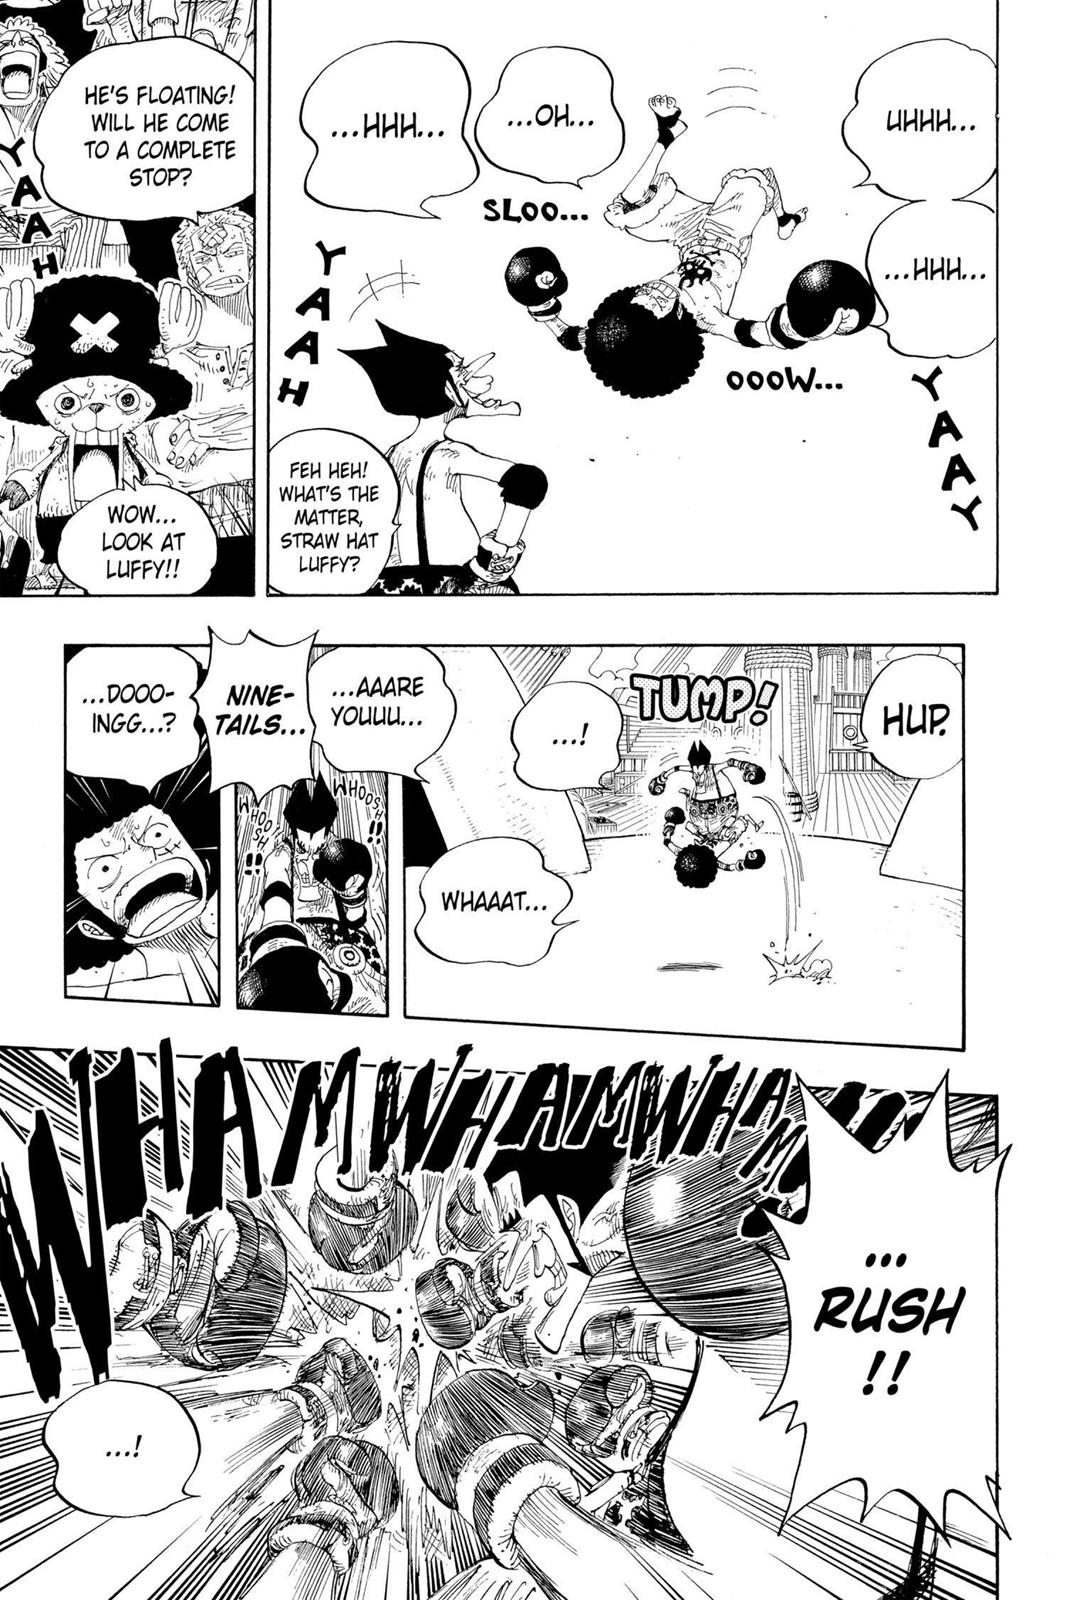 UHHH...
...HHH...
...OH...
...HHH...
SLOO...
OOOW...
YAAY
YAAH
FEH HEH!
WHAT'S THE
MATTER,
STRAW HAT
LUFFY?
HE'S FLOATING!
WILL HE COME
TO A COMPLETE
STOP?
YAAH
WOW...
LOOK AT
LUFFY!!
HUP.
TUMP!
...!
WHAAAT...
...AAARE
YOUUU...
WHOOSH!!
WHOOSH!!
NINE-
TAILS...
...DOOO-
INGG...?
...
RUSH
!!
WHAMWHAMWHAM
...!